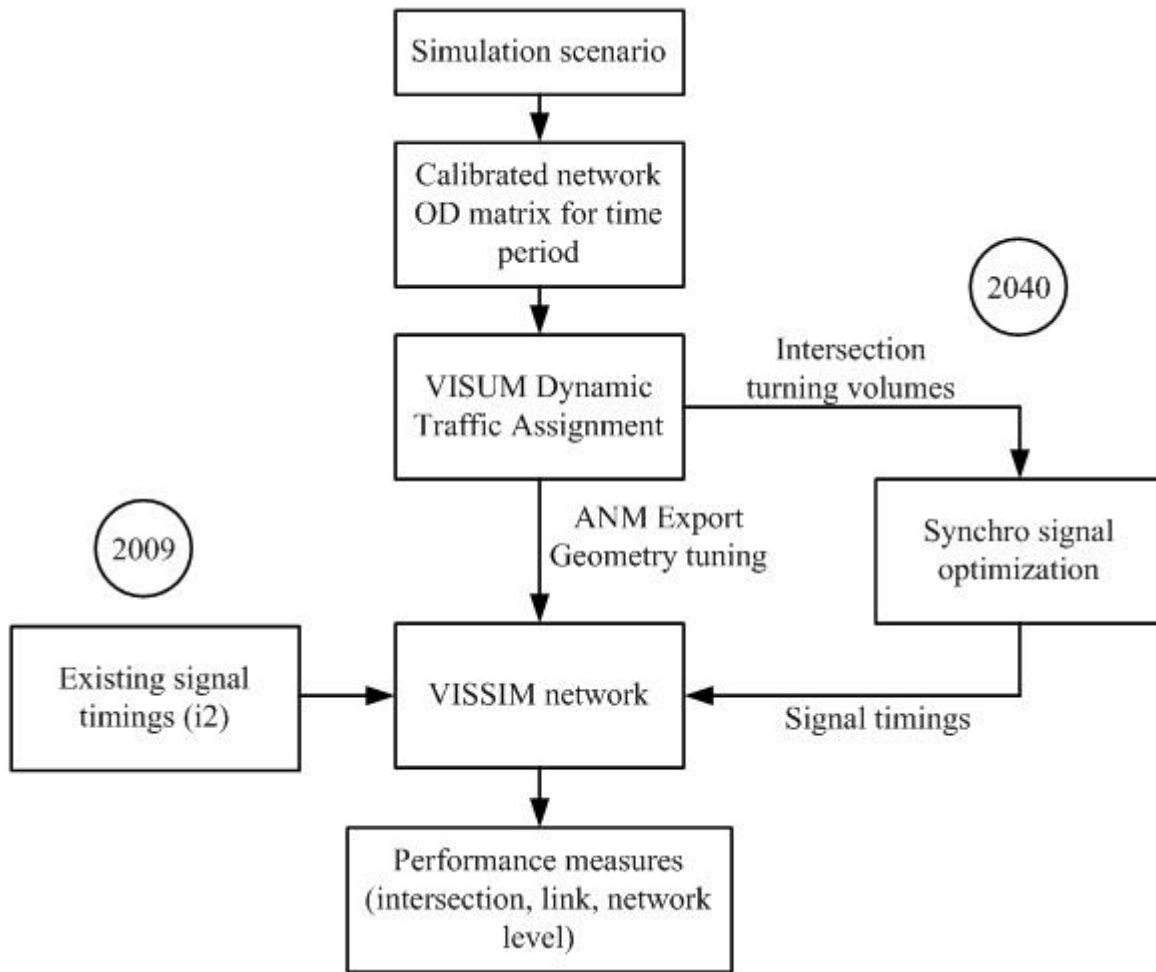 Simulation scenario
Calibrated network
OD matrix for time
period
2040
Intersection
turning volumes
VISUM Dynamic
Traffic Assignment
ANM Export
Geometry tuning
2009
Synchro signal
optimization
Existing signal
timings (i2)
VISSIM network
Signal timings
Performance measures
(intersection, link, network
level)